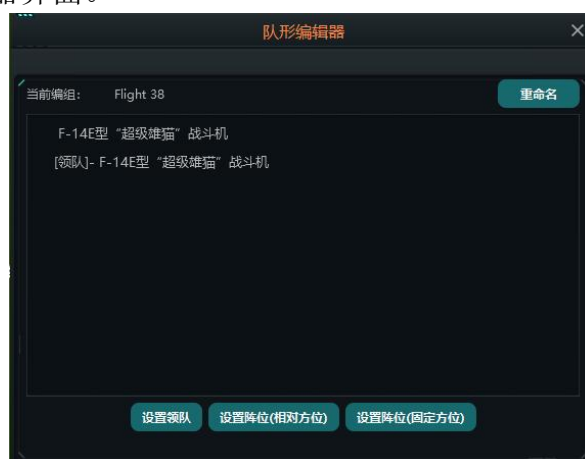 队形编辑器
当前编组： Flight 38 重命名
F-14E型“超级雄猫”战斗机
[领队]- F-14E型“超级雄猫”战斗机
设置领队 设置阵位(相对方位) 设置阵位(固定方位)